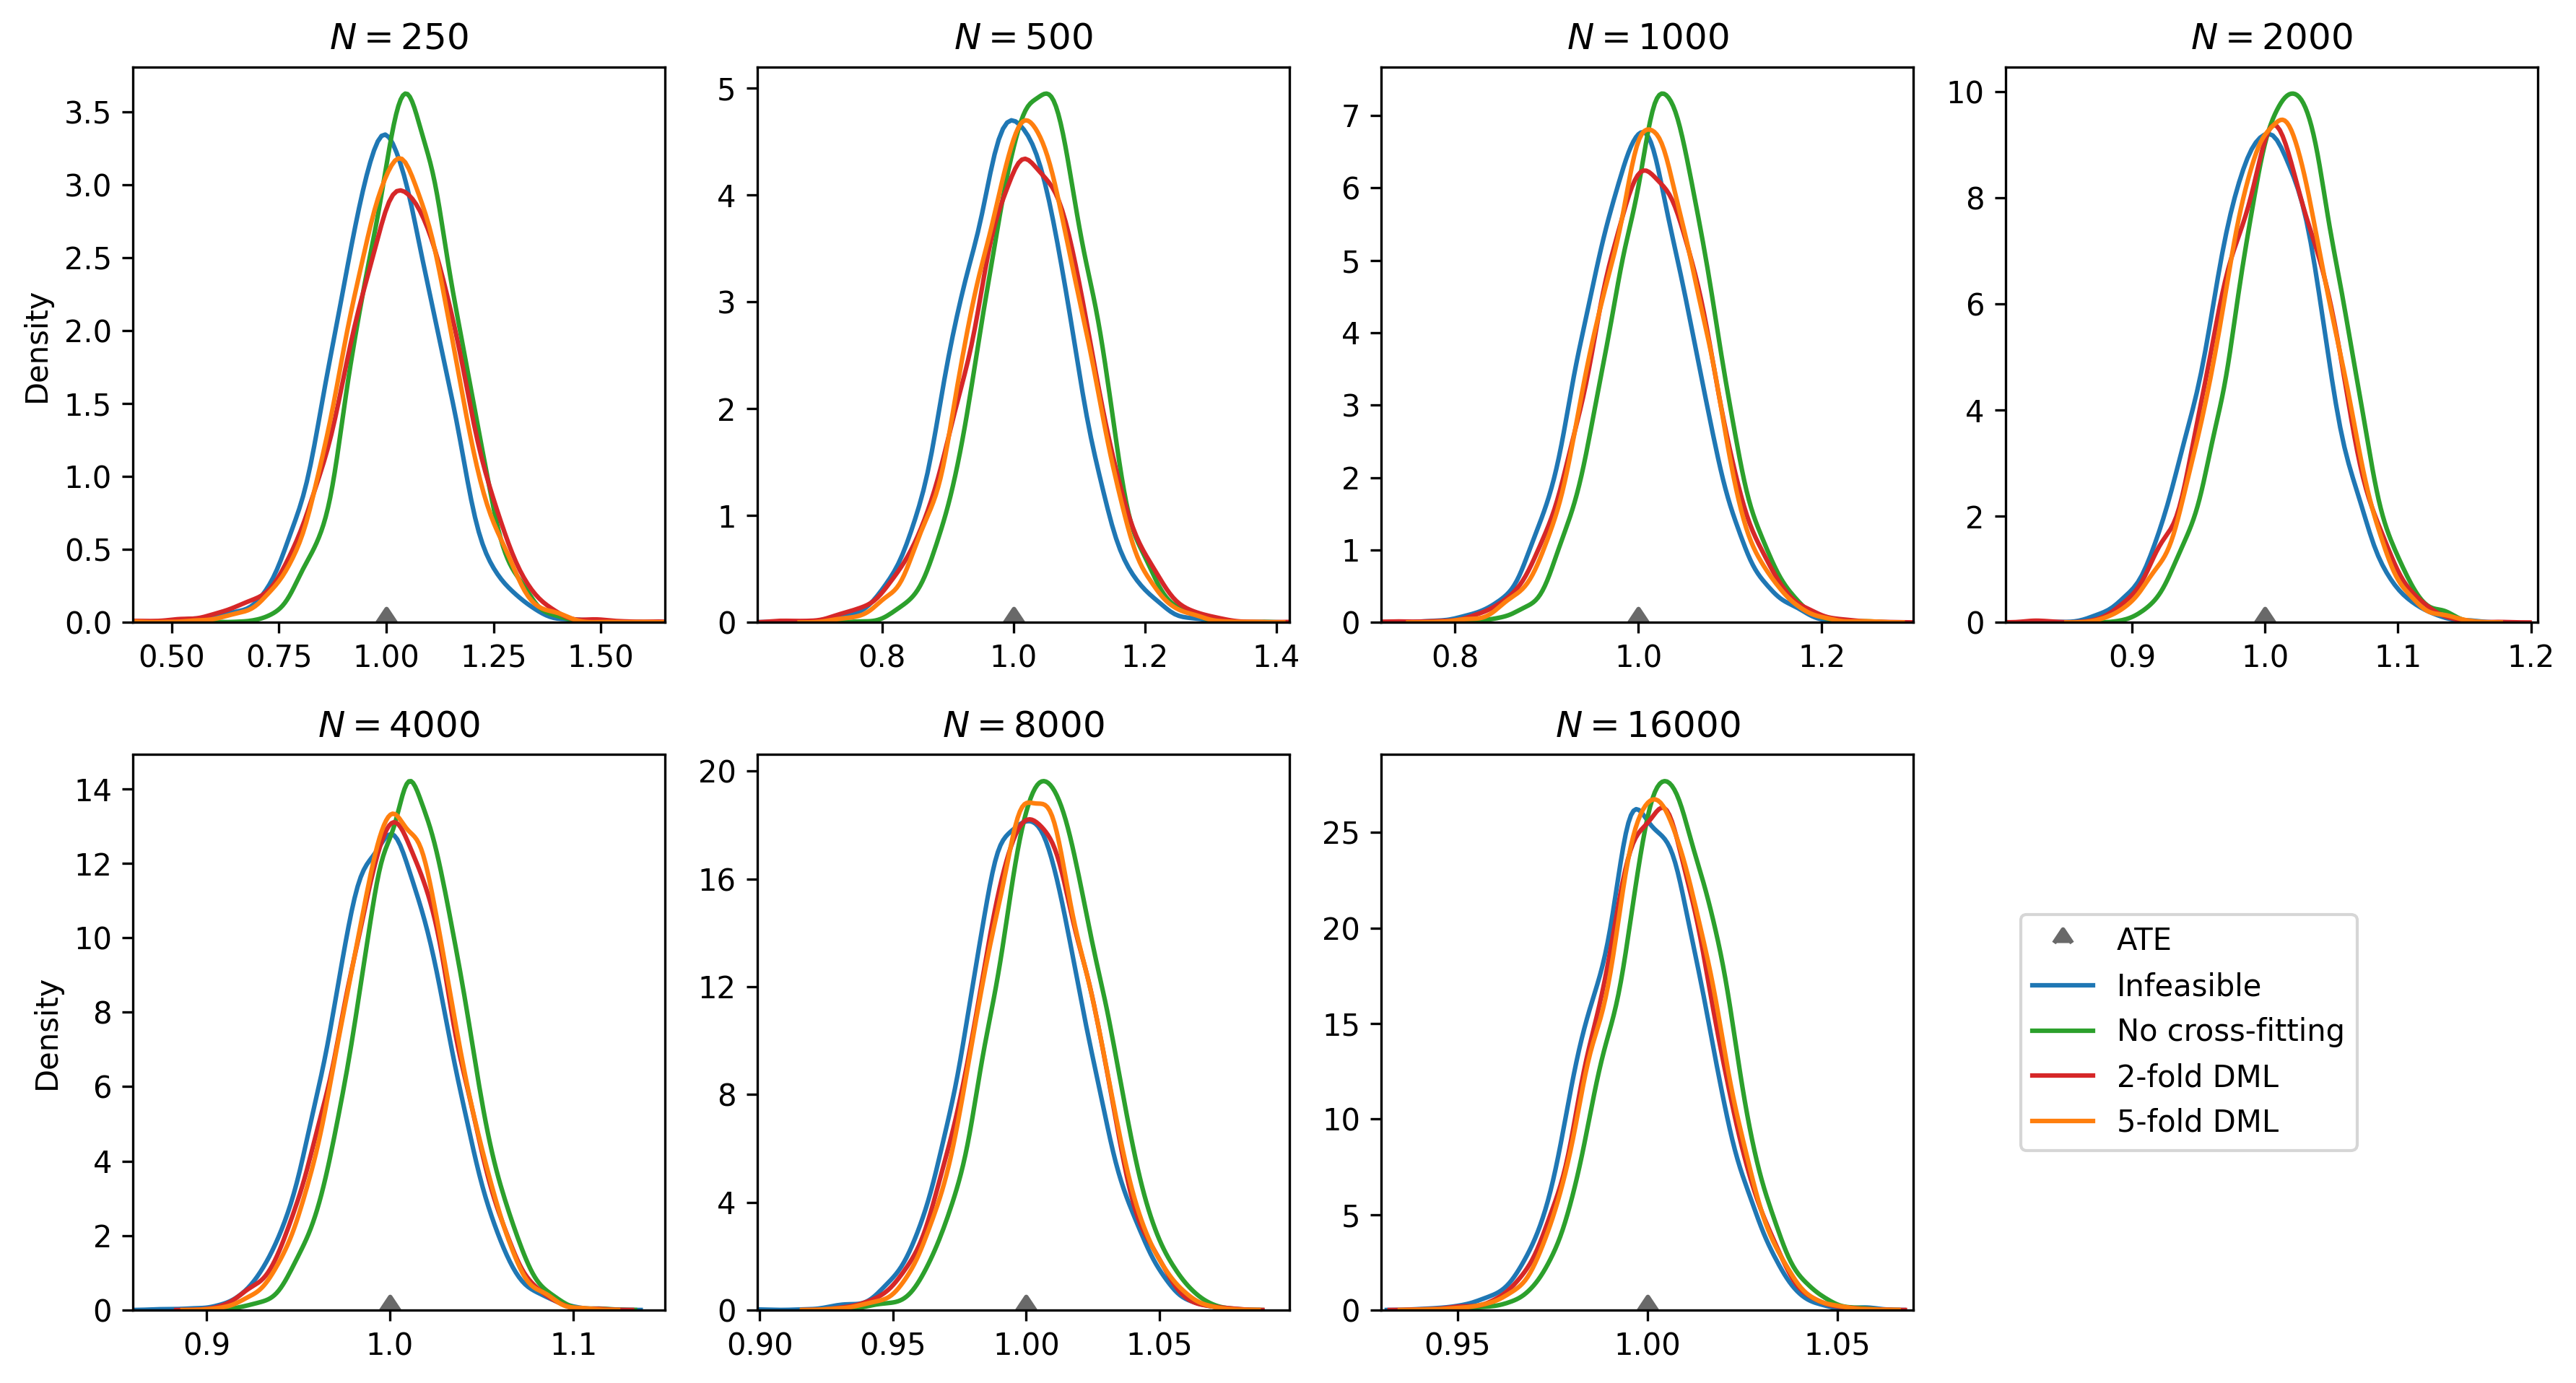 N = 250
3.5
3.0
2.5
2.0
1.5
1.0
0.5
0.0
Density
0.50 0.75 1.00 1.25 1.50
N = 500
5
4
3
2
1
0
0.8 1.0 1.2 1.4
N = 1000
7
6
5
4
3
2
1
0
0.8 1.0 1.2
N = 2000
10
8
6
4
2
0
0.9 1.0 1.1 1.2
N = 4000
14
12
10
8
6
4
2
0
Density
0.9 1.0 1.1
N = 8000
20
16
12
8
4
0
0.90 0.95 1.00 1.05
N = 16000
25
20
15
10
5
0
0.95 1.00 1.05
ATE
Infeasible
No cross-fitting
2-fold DML
5-fold DML